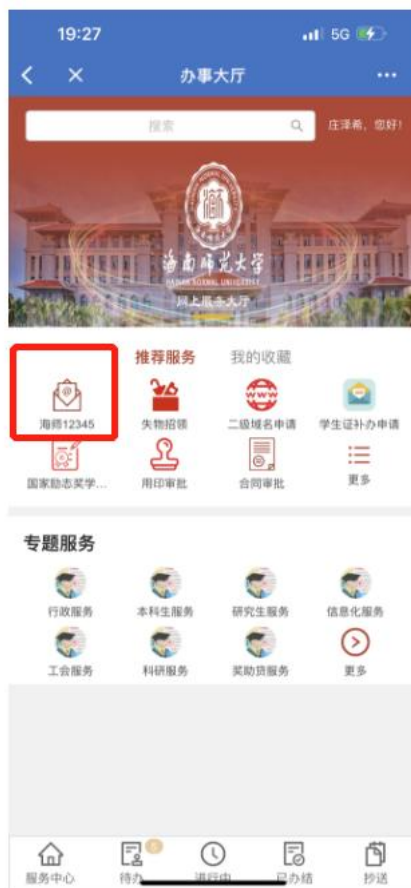 19:27 5G
办事大厅
搜索 庄泽希，您好！
海南师范大学
HAINAN NORMAL UNIVERSITY
网上服务大厅
推荐服务 我的收藏
海师12345 失物招领 二级域名申请 学生证补办申请
国家励志奖学... 用印审批 合同审批 更多
专题服务
行政服务 本科生服务 研究生服务 信息化服务
工会服务 科研服务 奖助贷服务 更多
服务中心 待办 进行中 已办结 抄送